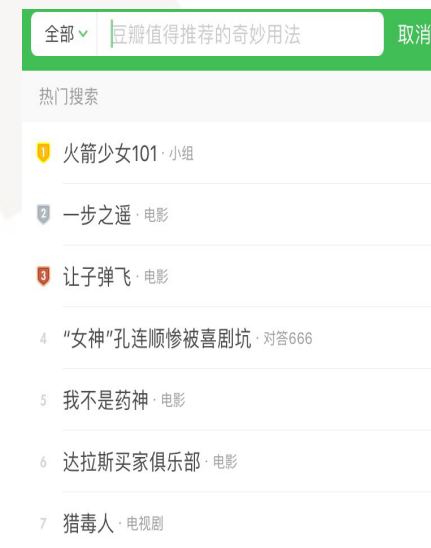 全部 豆瓣值得推荐的奇妙用法 取消
热门搜索
1 火箭少女101 · 小组
2 一步之遥 · 电影
3 让子弹飞 · 电影
4 “女神”孔连顺惨被喜剧坑 · 对答666
5 我不是药神 · 电影
6 达拉斯买家俱乐部 · 电影
7 猎毒人 · 电视剧